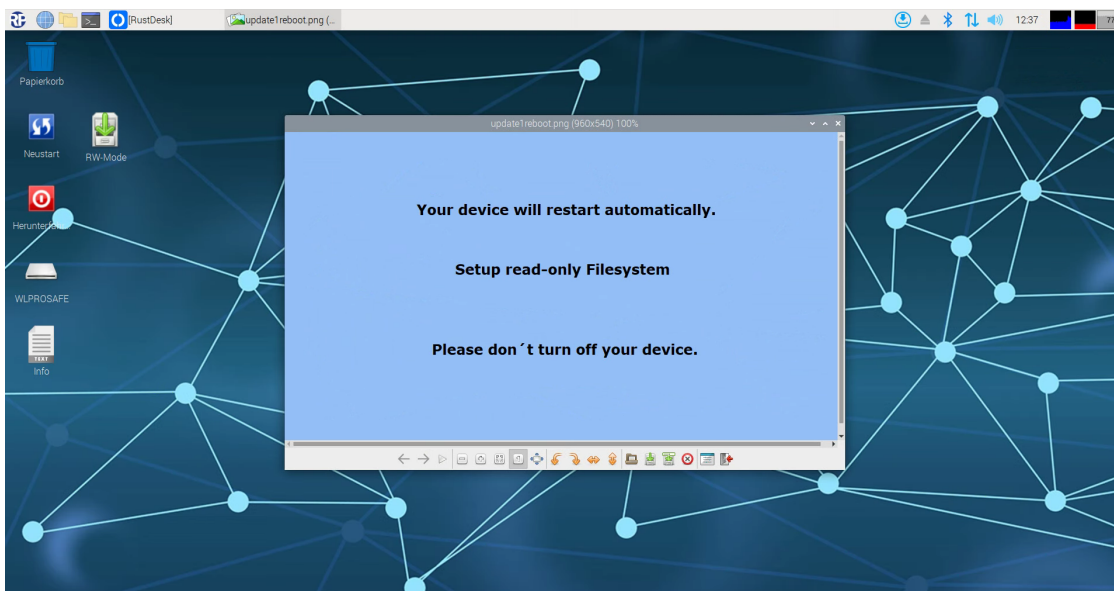 [RustDesk]
update1reboot.png (...
12:37
77
Papierkorb
Neustart
RW-Mode
WLPROSAFE
TEXT
Info
update1reboot.png (960x540) 100%
Your device will restart automatically.
Setup read-only Filesystem
Please don´t turn off your device.